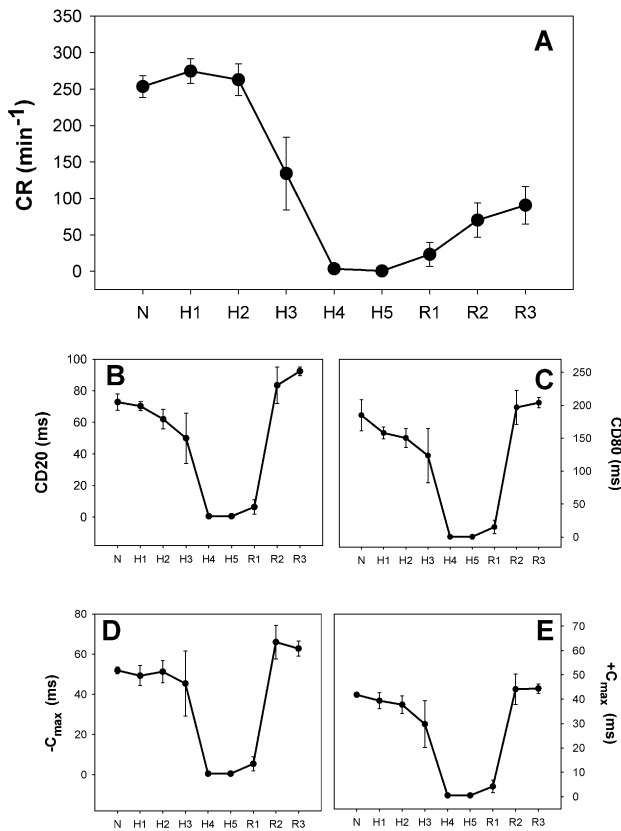 A
CR (min-1)
350
300
250
200
150
100
50
0
N H1 H2 H3 H4 H5 R1 R2 R3
B
CD20 (ms)
100
80
60
40
20
0
N H1 H2 H3 H4 H5 R1 R2 R3
C
CD80 (ms)
250
200
150
100
50
0
N H1 H2 H3 H4 H5 R1 R2 R3
D
-Cmax (ms)
80
60
40
20
0
N H1 H2 H3 H4 H5 R1 R2 R3
E
+Cmax (ms)
70
60
50
40
30
20
10
0
N H1 H2 H3 H4 H5 R1 R2 R3